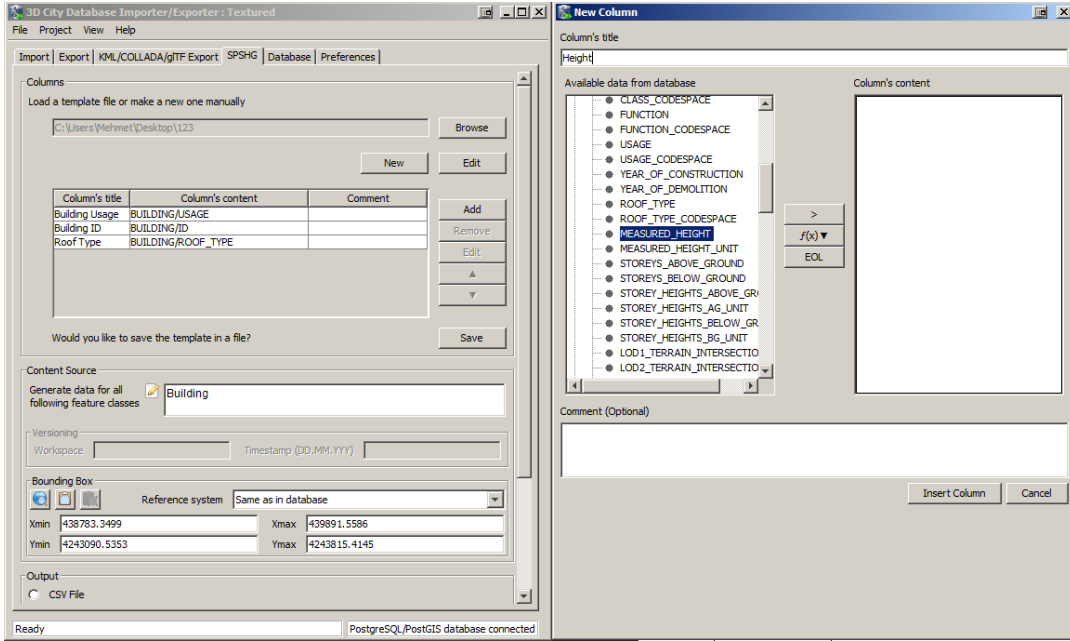 3D City Database Importer/Exporter : Textured
File Project View Help
Import Export KML/COLLADA/glTF Export SPSHG Database Preferences
Columns
Load a template file or make a new one manually
C:\Users\Mehmet\Desktop\123 Browse
New Edit
Column's title Column's content Comment
Building Usage BUILDING/USAGE
Building ID BUILDING/ID
Roof Type BUILDING/ROOF_TYPE
Add
Remove
Edit
▲
▼
Would you like to save the template in a file? Save
Content Source
Generate data for all
following feature classes
Building
Versioning
Workspace Timestamp (DD.MM.YYY)
Bounding Box
Reference system Same as in database
Xmin 438783.3499 Xmax 439891.5586
Ymin 4243090.5353 Ymax 4243815.4145
Output
CSV File
Ready PostgreSQL/PostGIS database connected
New Column
Column's title
Height
Available data from database Column's content
CLASS_CODESPACE
FUNCTION
FUNCTION_CODESPACE
USAGE
USAGE_CODESPACE
YEAR_OF_CONSTRUCTION
YEAR_OF_DEMOLITION
ROOF_TYPE
ROOF_TYPE_CODESPACE
MEASURED_HEIGHT
MEASURED_HEIGHT_UNIT
STOREYS_ABOVE_GROUND
STOREYS_BELOW_GROUND
STOREY_HEIGHTS_ABOVE_GR
STOREY_HEIGHTS_AG_UNIT
STOREY_HEIGHTS_BELOW_GR
STOREY_HEIGHTS_BG_UNIT
LOD1_TERRAIN_INTERSECTIO
LOD2_TERRAIN_INTERSECTIO
>
f(x)▼
EOL
Comment (Optional)
Insert Column Cancel